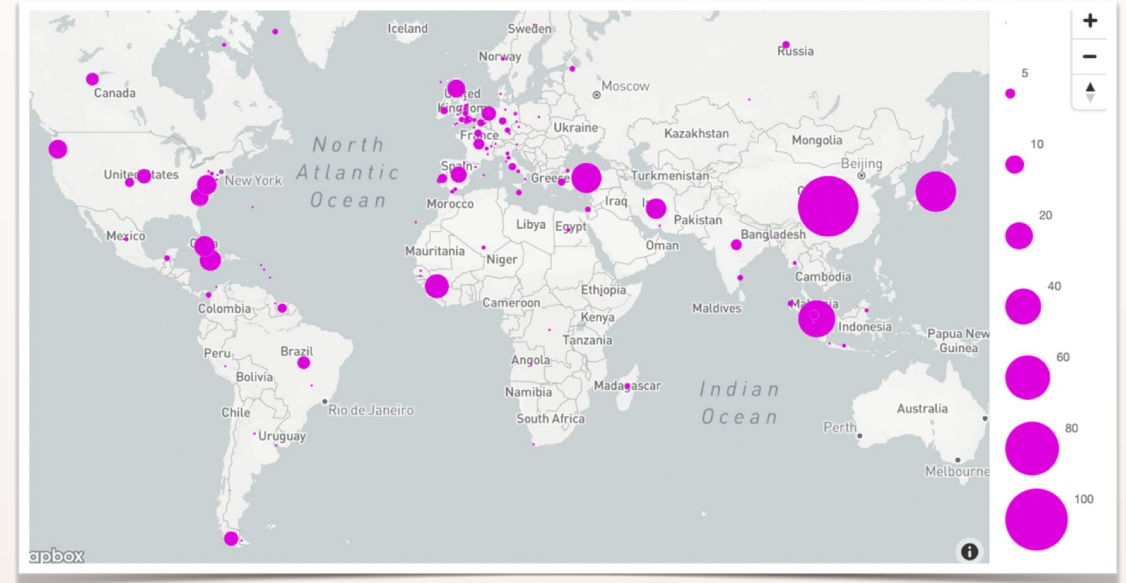 Iceland
Sweden
Norway
Russia
Canada
United
Kingdom
Moscow
North
Atlantic
Ocean
France
Ukraine
Kazakhstan
Mongolia
Beijing
United States
New York
Spain
Greece
Turkmenistan
Morocco
Iraq
Pakistan
Mexico
Libya
Egypt
Bangladesh
Mauritania
Niger
Oman
Cambodia
Colombia
Cameroon
Ethiopia
Maldives
Malaysia
Kenya
Indonesia
Papua New
Guinea
Peru
Brazil
Tanzania
Bolivia
Angola
Madagascar
Indian
Ocean
Namibia
Chile
Rio de Janeiro
South Africa
Australia
Uruguay
Perth
Melbourne
apbox
i
+
−
5
10
20
40
60
80
100